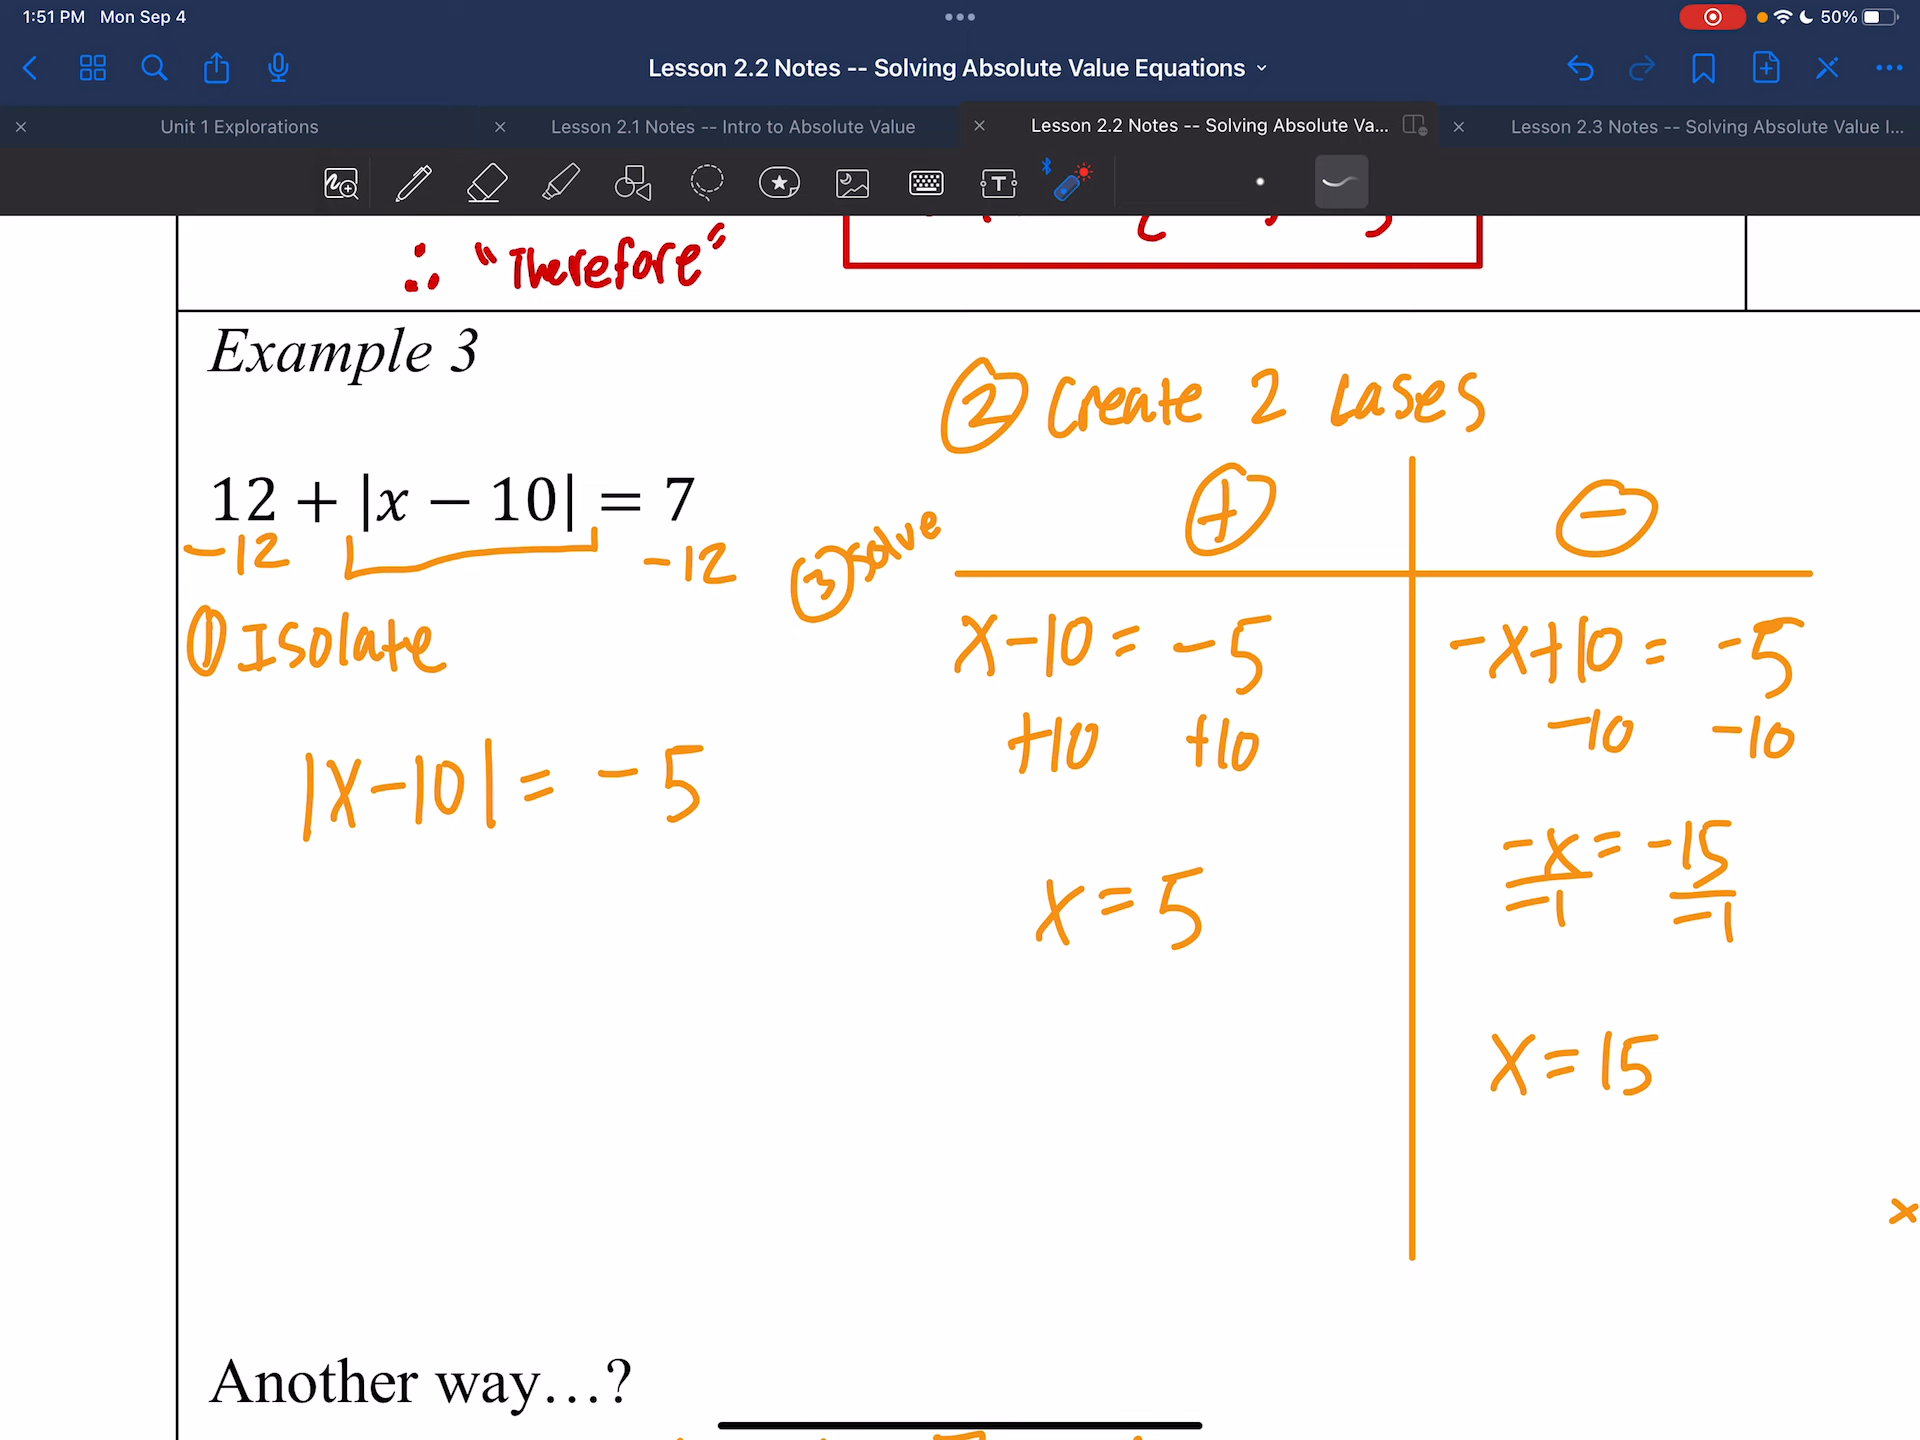 1:51 PM Mon Sep 4
50%
Lesson 2.2 Notes -- Solving Absolute Value Equations
Unit 1 Explorations
Lesson 2.1 Notes -- Intro to Absolute Value
Lesson 2.2 Notes -- Solving Absolute Va...
Lesson 2.3 Notes -- Solving Absolute Value I...
∴ "Therefore"
Example 3
② Create 2 cases
12 + |x − 10| = 7
−12 −12
① Isolate
|x−10| = −5
③ solve
+
x−10 = −5
+10 +10
x = 5
−
−x+10 = −5
−10 −10
−x = −15
−1 −1
x = 15
x
Another way…?